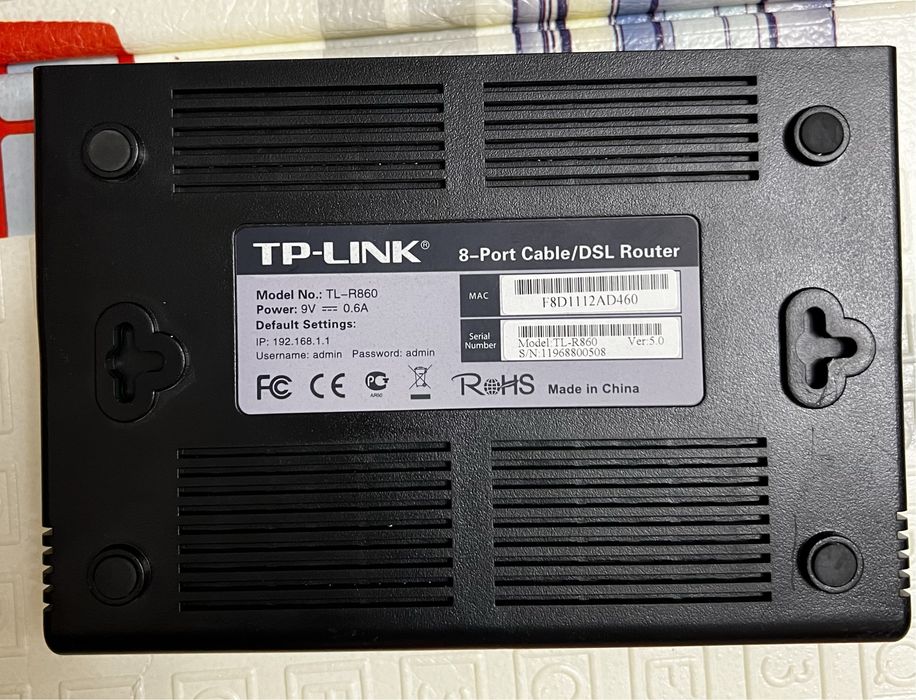 TP-LINK®
8-Port Cable/DSL Router
Model No.: TL-R860
Power: 9V ⎓ 0.6A
Default Settings:
IP: 192.168.1.1
Username: admin Password: admin
MAC
F8D1112AD460
Serial Number
Model:TL-R860 Ver:5.0
S/N:11968800508
FC CE PG AR60 RoHS Made in China